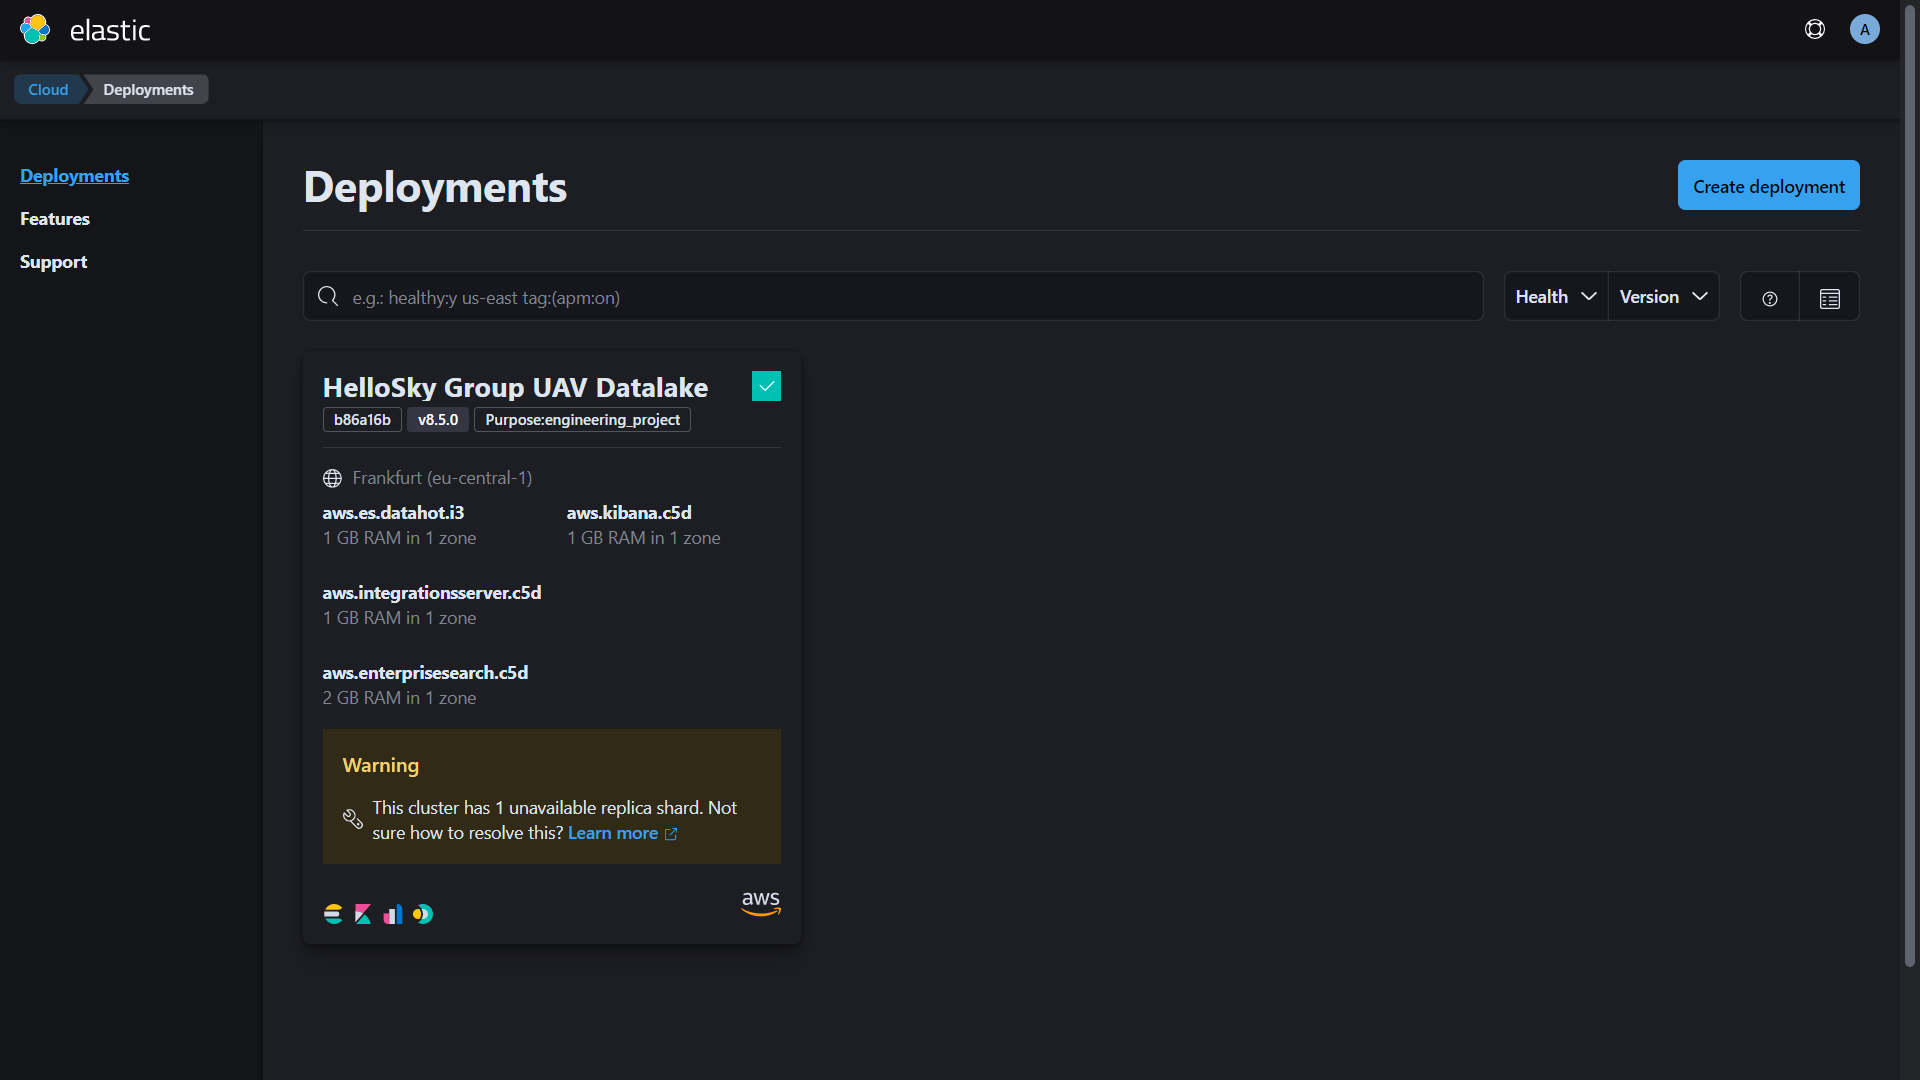 elastic
A
Cloud
Deployments
Deployments
Features
Support
Deployments
Create deployment
e.g.: healthy:y us-east tag:(apm:on)
Health
Version
HelloSky Group UAV Datalake
b86a16b
v8.5.0
Purpose:engineering_project
Frankfurt (eu-central-1)
aws.es.datahot.i3
1 GB RAM in 1 zone
aws.kibana.c5d
1 GB RAM in 1 zone
aws.integrationsserver.c5d
1 GB RAM in 1 zone
aws.enterprisesearch.c5d
2 GB RAM in 1 zone
Warning
This cluster has 1 unavailable replica shard. Not
sure how to resolve this? Learn more
aws